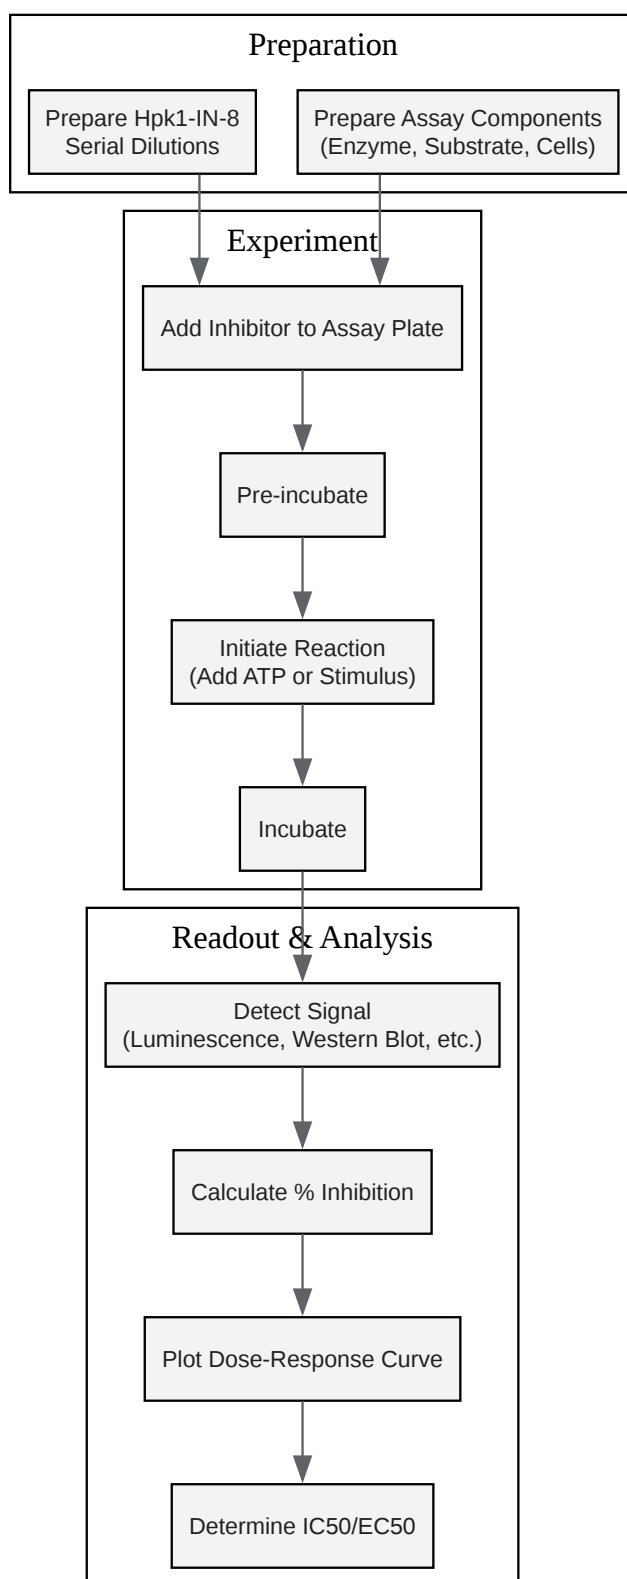 Preparation
Prepare Hpk1-IN-8
Serial Dilutions
Prepare Assay Components
(Enzyme, Substrate, Cells)
Experiment
Add Inhibitor to Assay Plate
Pre-incubate
Initiate Reaction
(Add ATP or Stimulus)
Incubate
Readout & Analysis
Detect Signal
(Luminescence, Western Blot, etc.)
Calculate % Inhibition
Plot Dose-Response Curve
Determine IC50/EC50